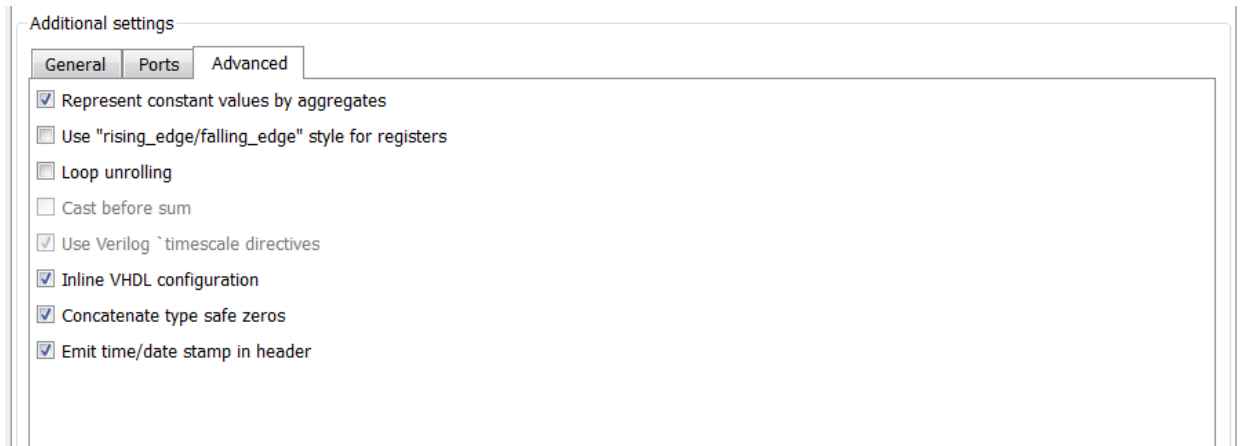 Additional settings
General Ports Advanced
Represent constant values by aggregates
Use "rising_edge/falling_edge" style for registers
Loop unrolling
Cast before sum
Use Verilog `timescale directives
Inline VHDL configuration
Concatenate type safe zeros
Emit time/date stamp in header